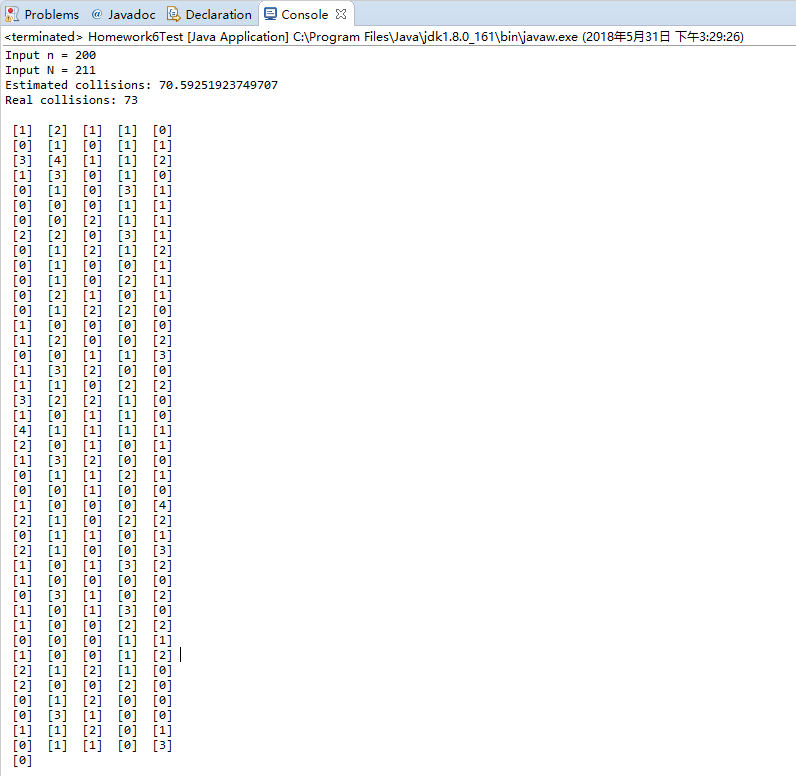 Problems @ Javadoc Declaration Console
<terminated> Homework6Test [Java Application] C:\Program Files\Java\jdk1.8.0_161\bin\javaw.exe (2018年5月31日 下午3:29:26)
Input n = 200
Input N = 211
Estimated collisions: 70.59251923749707
Real collisions: 73
[1] [2] [1] [1] [0]
[0] [1] [0] [1] [1]
[3] [4] [1] [1] [2]
[1] [3] [0] [1] [0]
[0] [1] [0] [3] [1]
[0] [0] [0] [1] [1]
[0] [0] [2] [1] [1]
[2] [2] [0] [3] [1]
[0] [1] [2] [1] [2]
[0] [1] [0] [0] [1]
[0] [1] [0] [2] [1]
[0] [2] [1] [0] [1]
[0] [1] [2] [2] [0]
[1] [0] [0] [0] [0]
[1] [2] [0] [0] [2]
[0] [0] [1] [1] [3]
[1] [3] [2] [0] [0]
[1] [1] [0] [2] [2]
[3] [2] [2] [1] [0]
[1] [0] [1] [1] [0]
[4] [1] [1] [1] [1]
[2] [0] [1] [0] [1]
[1] [3] [2] [0] [0]
[0] [1] [1] [2] [1]
[0] [0] [1] [0] [0]
[1] [0] [0] [0] [4]
[2] [1] [0] [2] [2]
[0] [1] [1] [0] [1]
[2] [1] [0] [0] [3]
[1] [0] [1] [3] [2]
[1] [0] [0] [0] [0]
[0] [3] [1] [0] [2]
[1] [0] [1] [3] [0]
[1] [0] [0] [2] [2]
[0] [0] [0] [1] [1]
[1] [0] [0] [1] [2]
[2] [1] [2] [1] [0]
[2] [0] [0] [2] [0]
[0] [1] [2] [0] [0]
[0] [3] [1] [0] [0]
[1] [1] [2] [0] [1]
[0] [1] [1] [0] [3]
[0]